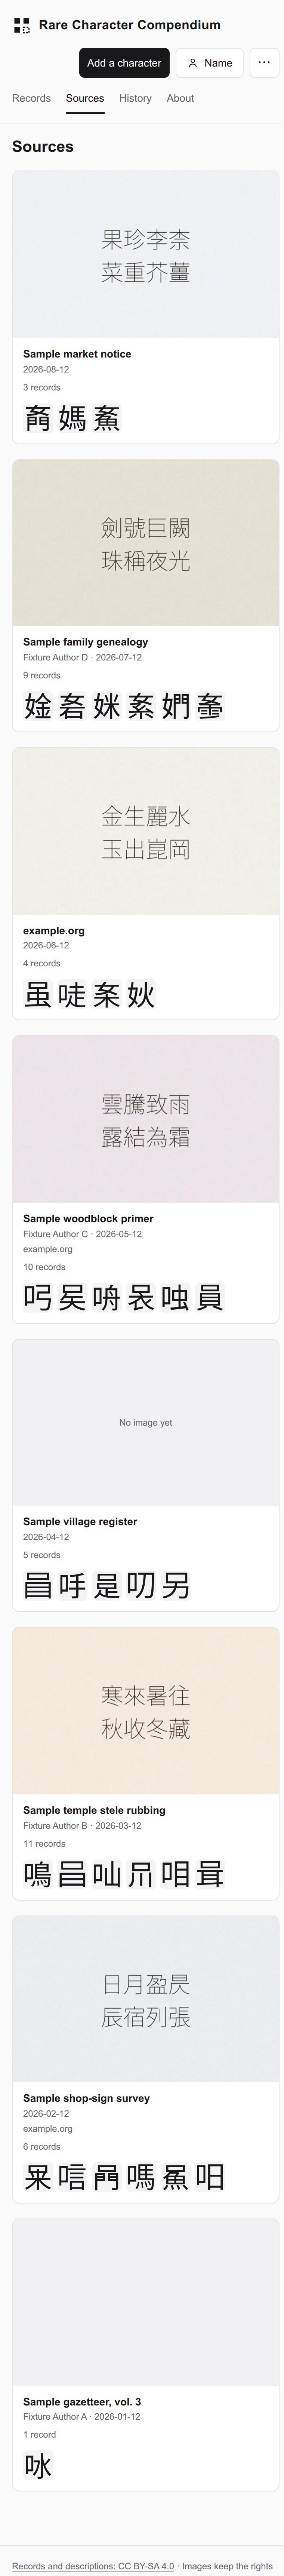 Rare Character Compendium
Add a character
Name
Records Sources History About
Sources
果珍李柰
菜重芥薑
Sample market notice
2026-08-12
3 records
劍號巨闕
珠稱夜光
Sample family genealogy
Fixture Author D · 2026-07-12
9 records
金生麗水
玉出崑岡
example.org
2026-06-12
4 records
雲騰致雨
露結為霜
Sample woodblock primer
Fixture Author C · 2026-05-12
example.org
10 records
No image yet
Sample village register
2026-04-12
5 records
寒來暑往
秋收冬藏
Sample temple stele rubbing
Fixture Author B · 2026-03-12
11 records
日月盈昃
辰宿列張
Sample shop-sign survey
2026-02-12
example.org
6 records
Sample gazetteer, vol. 3
Fixture Author A · 2026-01-12
1 record
Records and descriptions: CC BY-SA 4.0 · Images keep the rights